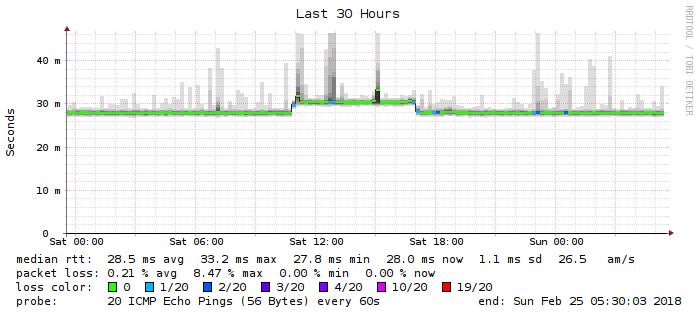 Last 30 Hours
RRDTOOL / TOBI OETIKER
Seconds
40 m
30 m
20 m
10 m
0
Sat 00:00 Sat 06:00 Sat 12:00 Sat 18:00 Sun 00:00
median rtt: 28.5 ms avg 33.2 ms max 27.8 ms min 28.0 ms now 1.1 ms sd 26.5 am/s
packet loss: 0.21 % avg 8.47 % max 0.00 % min 0.00 % now
loss color: 0 1/20 2/20 3/20 4/20 10/20 19/20
probe: 20 ICMP Echo Pings (56 Bytes) every 60s end: Sun Feb 25 05:30:03 2018